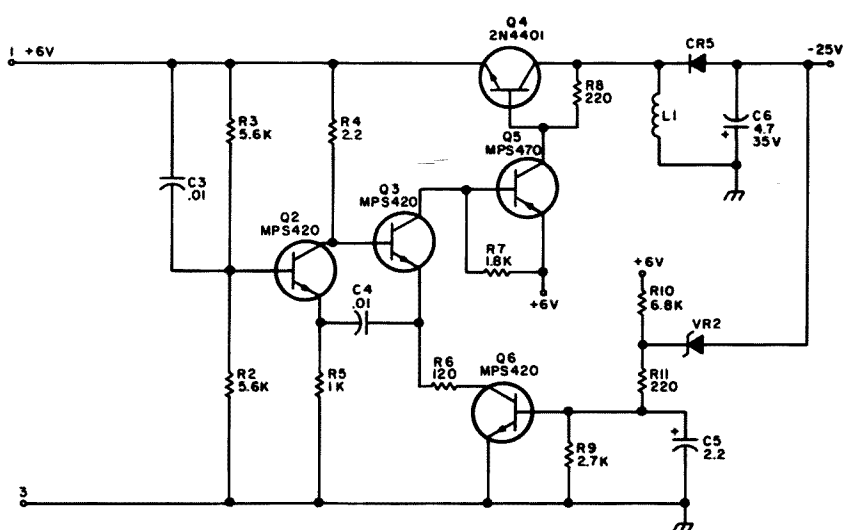 Q4
2N4401
1 +6V
CR5
-25V
R8
220
L1
C6
4.7
35V
+
R3
5.6K
R4
2.2
Q5
MPS470
C3
.01
Q3
MPS420
Q2
MPS420
R7
1.8K
+6V
+6V
C4
.01
R10
6.8K
VR2
R2
5.6K
R5
1K
R6
120
Q6
MPS420
R11
220
R9
2.7K
+
C5
2.2
3